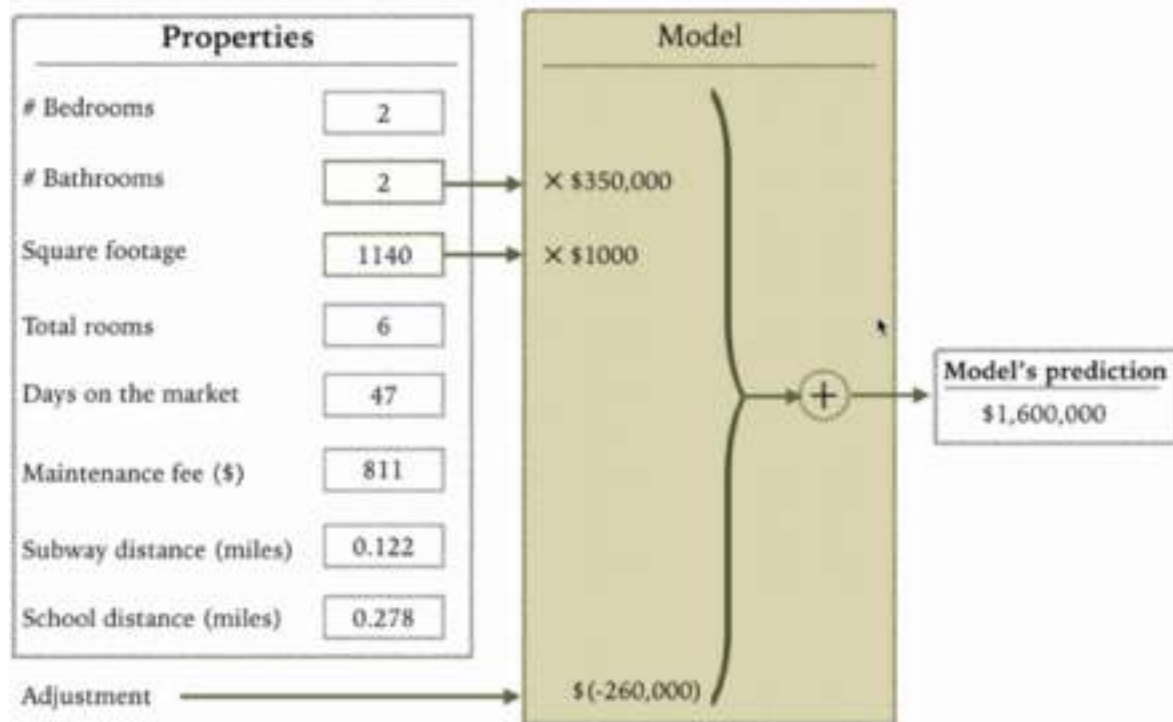 Properties
Model
# Bedrooms 2
# Bathrooms 2 × $350,000
Square footage 1140 × $1000
Total rooms 6
Days on the market 47
Model's prediction
+ $1,600,000
Maintenance fee ($) 811
Subway distance (miles) 0.122
School distance (miles) 0.278
Adjustment $(-260,000)